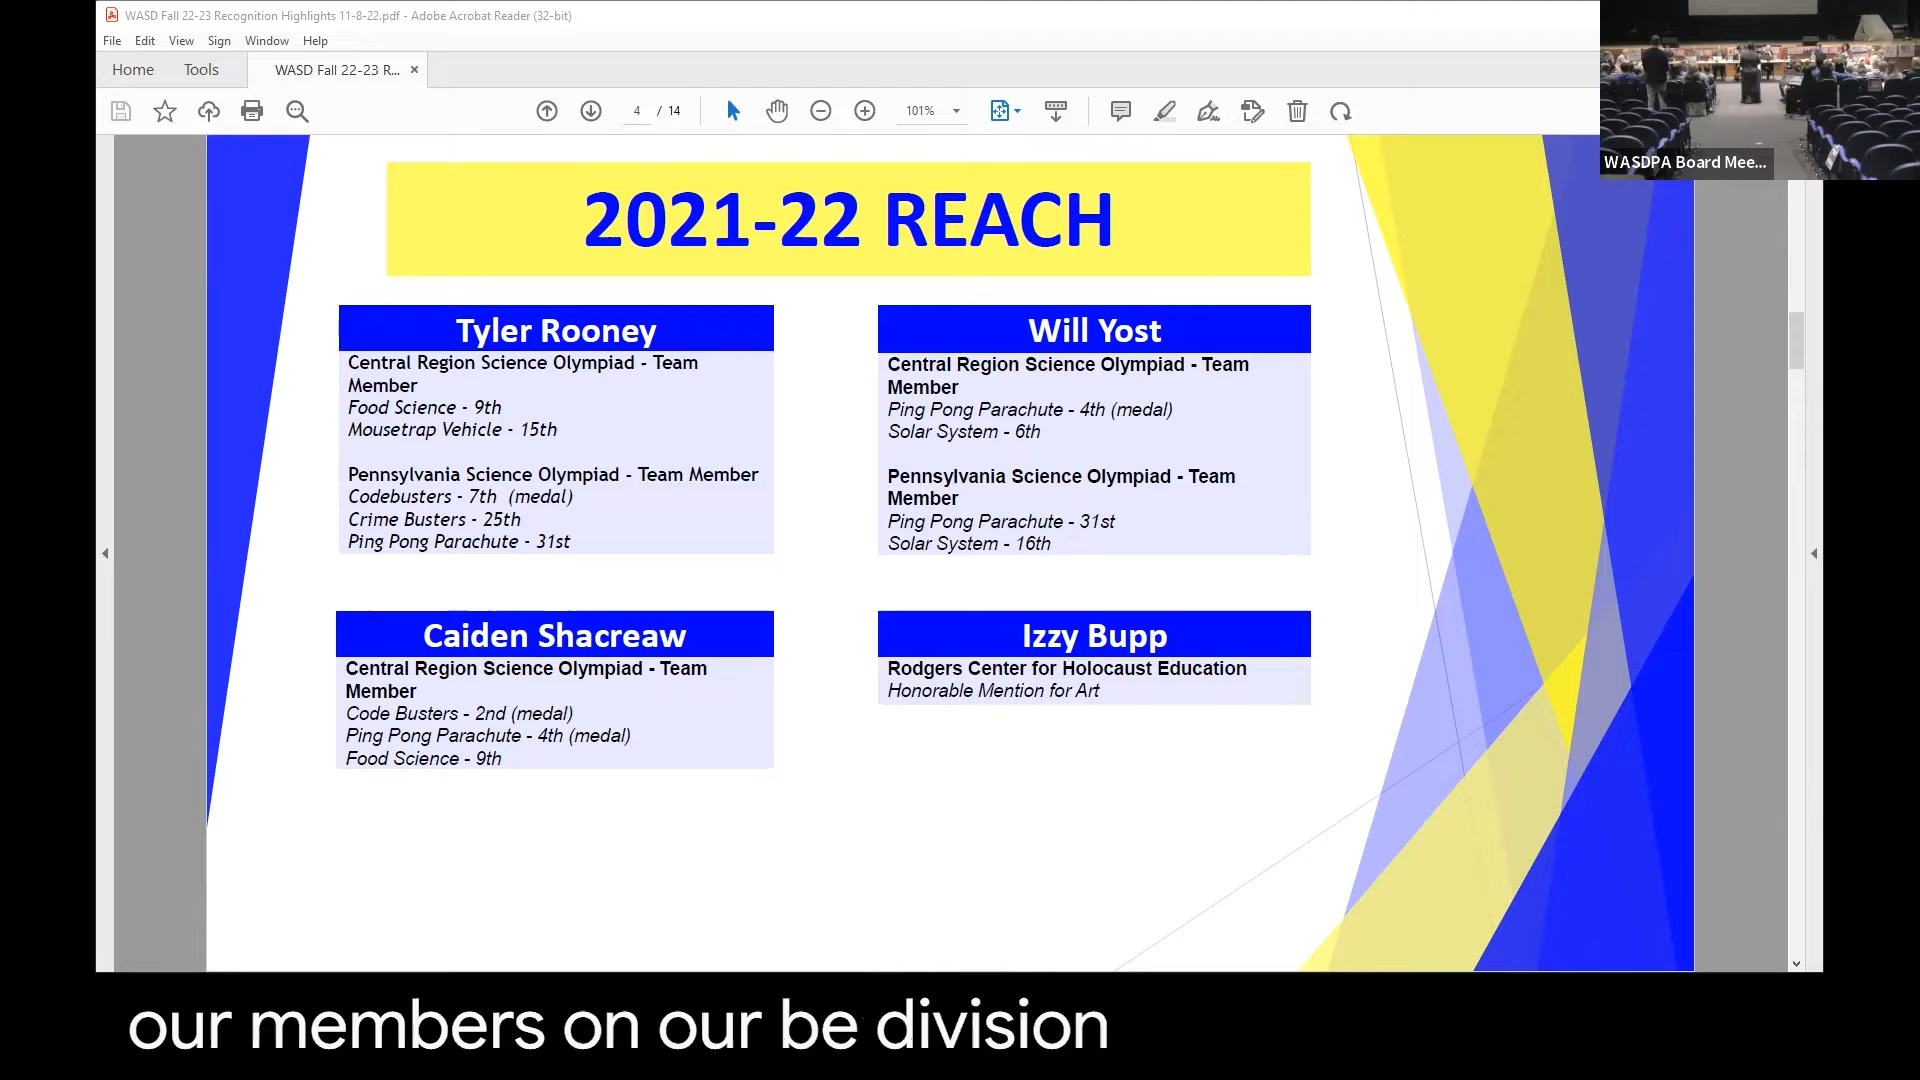 WASD Fall 22-23 Recognition Highlights 11-8-22.pdf - Adobe Acrobat Reader (32-bit)
File Edit View Sign Window Help
Home Tools WASD Fall 22-23 R... ×
4 / 14 101%
WASDPA Board Mee...
2021-22 REACH
Tyler Rooney
Central Region Science Olympiad - Team
Member
Food Science - 9th
Mousetrap Vehicle - 15th
Pennsylvania Science Olympiad - Team Member
Codebusters - 7th (medal)
Crime Busters - 25th
Ping Pong Parachute - 31st
Will Yost
Central Region Science Olympiad - Team
Member
Ping Pong Parachute - 4th (medal)
Solar System - 6th
Pennsylvania Science Olympiad - Team
Member
Ping Pong Parachute - 31st
Solar System - 16th
Caiden Shacreaw
Central Region Science Olympiad - Team
Member
Code Busters - 2nd (medal)
Ping Pong Parachute - 4th (medal)
Food Science - 9th
Izzy Bupp
Rodgers Center for Holocaust Education
Honorable Mention for Art
our members on our be division